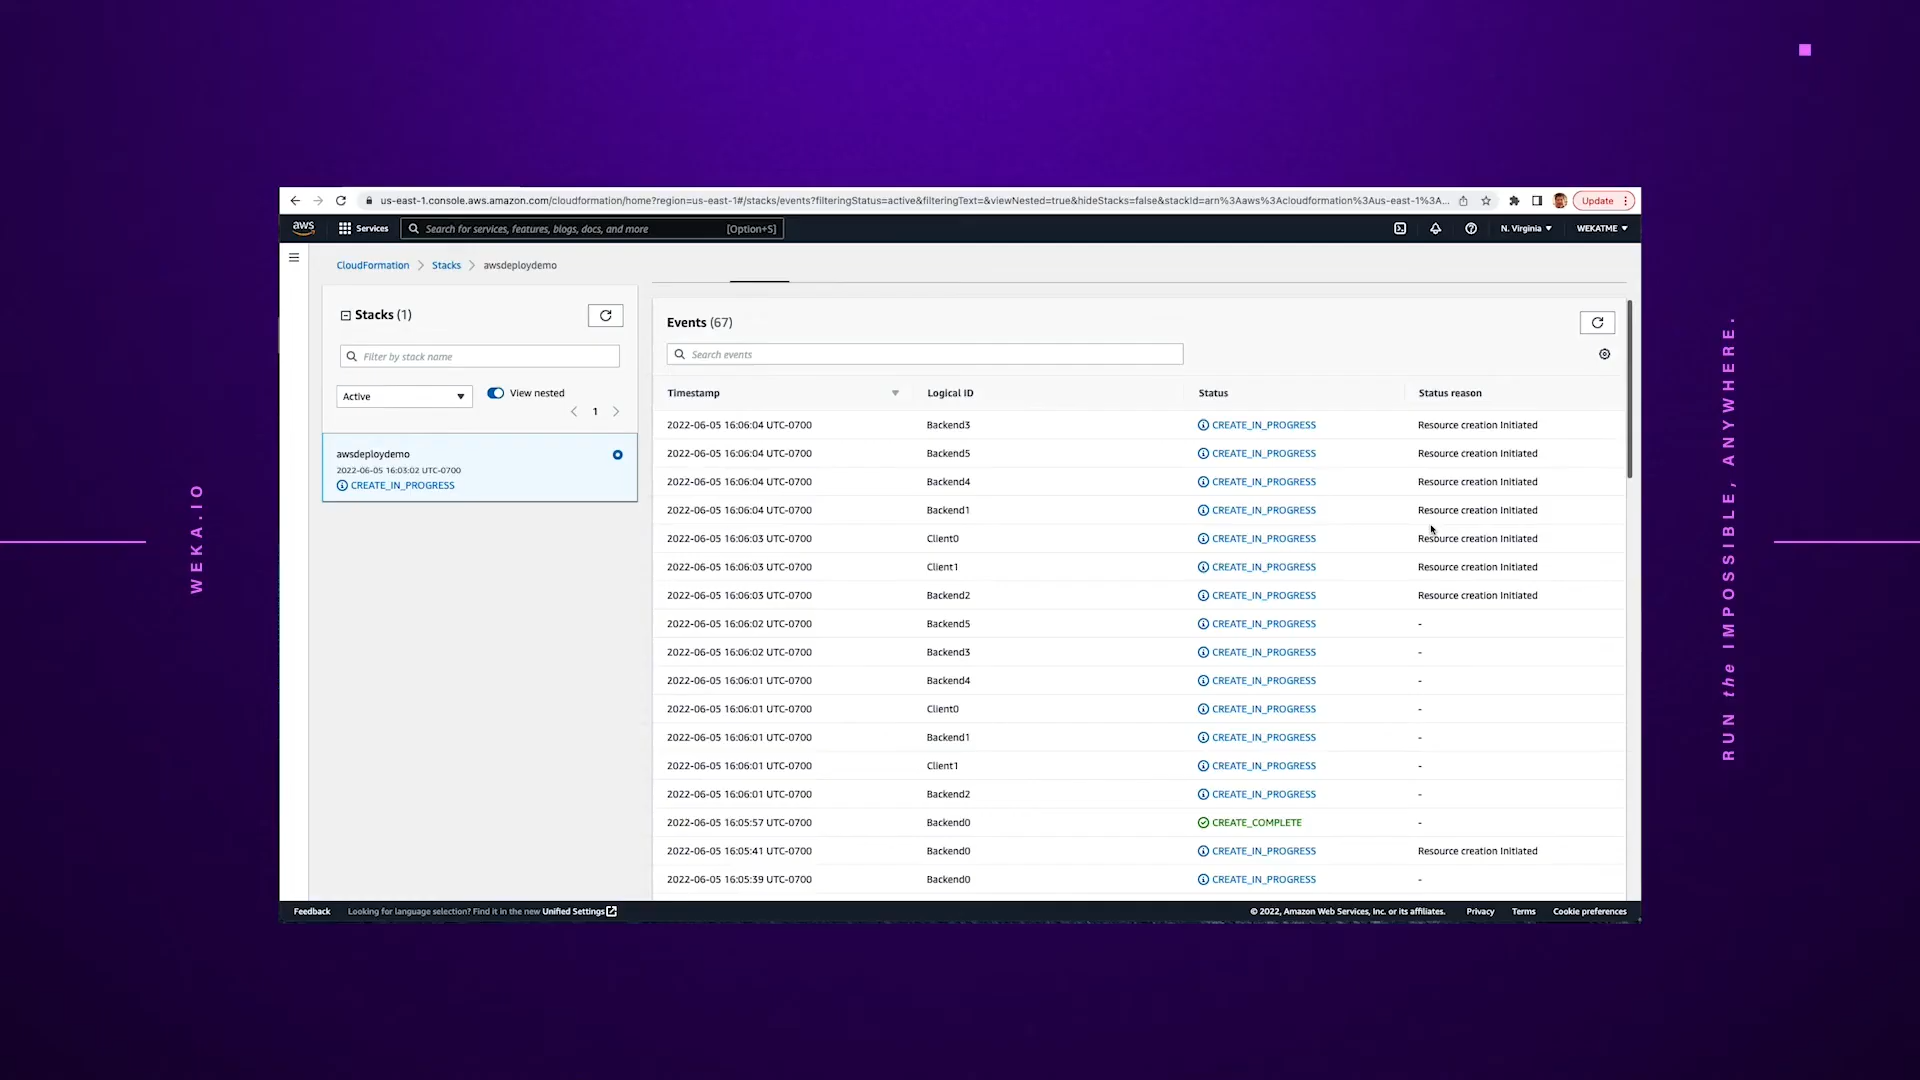 us-east-1.console.aws.amazon.com/cloudformation/home?region=us-east-1#/stacks/events?filteringStatus=active&filteringText=&viewNested=true&hideStacks=false&stackId=arn%3Aaws%3Acloudformation%3Aus-east-1%3A...
Update
aws
Services
Search for services, features, blogs, docs, and more
[Option+S]
N. Virginia
WEKATME
CloudFormation
Stacks
awsdeploydemo
Stacks (1)
Filter by stack name
Active
View nested
1
awsdeploydemo
2022-06-05 16:03:02 UTC-0700
CREATE_IN_PROGRESS
Events (67)
Search events
Timestamp Logical ID Status Status reason
2022-06-05 16:06:04 UTC-0700 Backend3 CREATE_IN_PROGRESS Resource creation Initiated
2022-06-05 16:06:04 UTC-0700 Backend5 CREATE_IN_PROGRESS Resource creation Initiated
2022-06-05 16:06:04 UTC-0700 Backend4 CREATE_IN_PROGRESS Resource creation Initiated
2022-06-05 16:06:04 UTC-0700 Backend1 CREATE_IN_PROGRESS Resource creation Initiated
2022-06-05 16:06:03 UTC-0700 Client0 CREATE_IN_PROGRESS Resource creation Initiated
2022-06-05 16:06:03 UTC-0700 Client1 CREATE_IN_PROGRESS Resource creation Initiated
2022-06-05 16:06:03 UTC-0700 Backend2 CREATE_IN_PROGRESS Resource creation Initiated
2022-06-05 16:06:02 UTC-0700 Backend5 CREATE_IN_PROGRESS -
2022-06-05 16:06:02 UTC-0700 Backend3 CREATE_IN_PROGRESS -
2022-06-05 16:06:01 UTC-0700 Backend4 CREATE_IN_PROGRESS -
2022-06-05 16:06:01 UTC-0700 Client0 CREATE_IN_PROGRESS -
2022-06-05 16:06:01 UTC-0700 Backend1 CREATE_IN_PROGRESS -
2022-06-05 16:06:01 UTC-0700 Client1 CREATE_IN_PROGRESS -
2022-06-05 16:06:01 UTC-0700 Backend2 CREATE_IN_PROGRESS -
2022-06-05 16:05:57 UTC-0700 Backend0 CREATE_COMPLETE -
2022-06-05 16:05:41 UTC-0700 Backend0 CREATE_IN_PROGRESS Resource creation Initiated
2022-06-05 16:05:39 UTC-0700 Backend0 CREATE_IN_PROGRESS -
Feedback
Looking for language selection? Find it in the new Unified Settings
© 2022, Amazon Web Services, Inc. or its affiliates.
Privacy
Terms
Cookie preferences
WEKA.IO
RUN the IMPOSSIBLE, ANYWHERE.